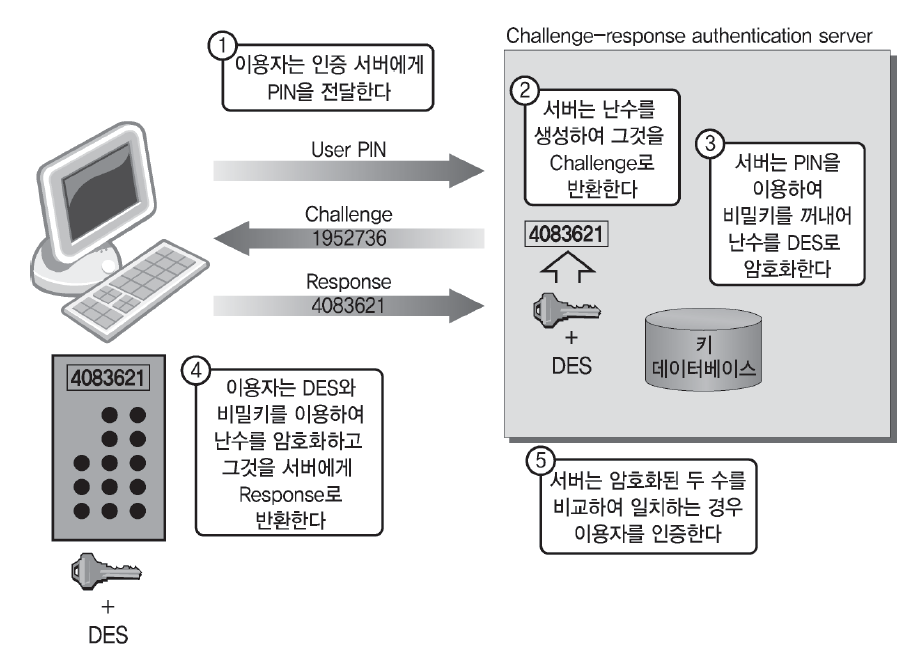 Challenge-response authentication server
1
이용자는 인증 서버에게
PIN을 전달한다
2
서버는 난수를
생성하여 그것을
Challenge로
반환한다
3
서버는 PIN을
이용하여
비밀키를 꺼내어
난수를 DES로
암호화한다
User PIN
Challenge
1952736
Response
4083621
4083621
+
DES
키
데이터베이스
4083621
+
DES
4
이용자는 DES와
비밀키를 이용하여
난수를 암호화하고
그것을 서버에게
Response로
반환한다
5
서버는 암호화된 두 수를
비교하여 일치하는 경우
이용자를 인증한다